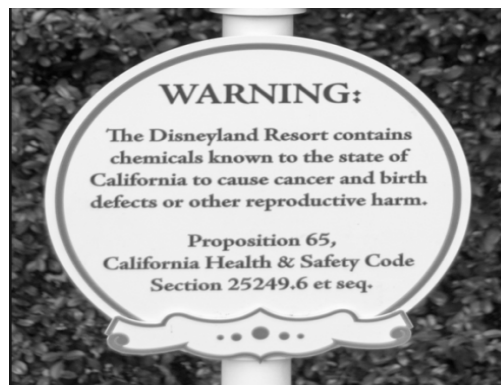 WARNING:
The Disneyland Resort contains
chemicals known to the state of
California to cause cancer and birth
defects or other reproductive harm.
Proposition 65,
California Health & Safety Code
Section 25249.6 et seq.